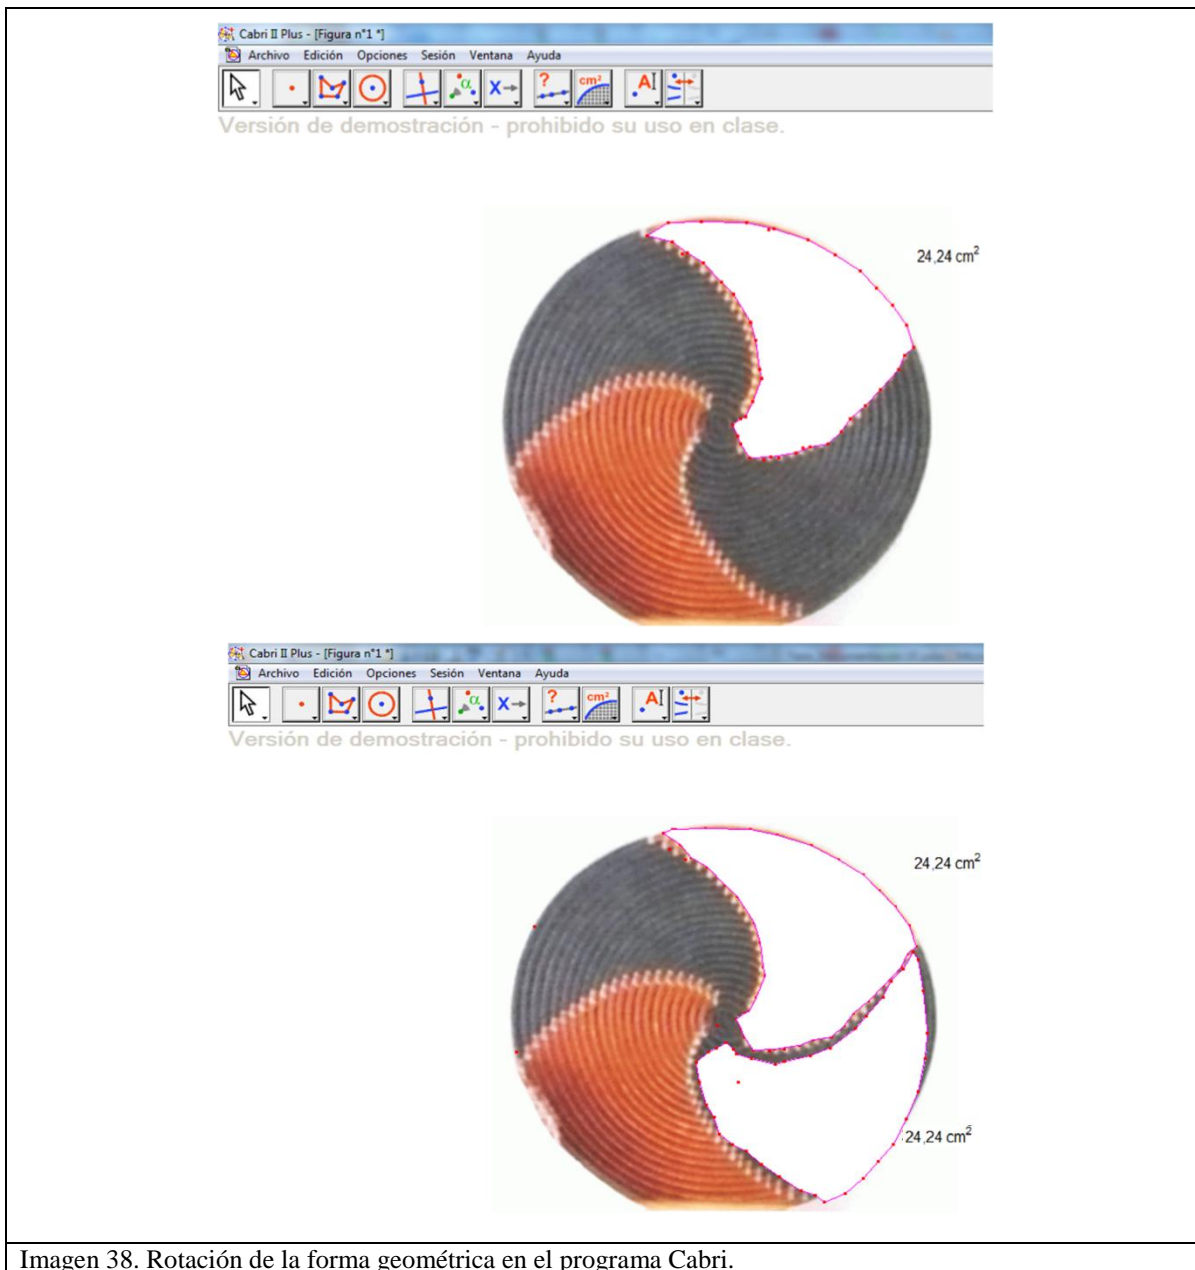 Cabri II Plus - [Figura n°1 *]
Archivo Edición Opciones Sesión Ventana Ayuda
? cm² A
α X
Versión de demostración - prohibido su uso en clase.
24,24 cm²
Cabri II Plus - [Figura n°1 *]
Archivo Edición Opciones Sesión Ventana Ayuda
α X ? cm² A
Versión de demostración - prohibido su uso en clase.
24,24 cm²
24,24 cm²
Imagen 38. Rotación de la forma geométrica en el programa Cabri.